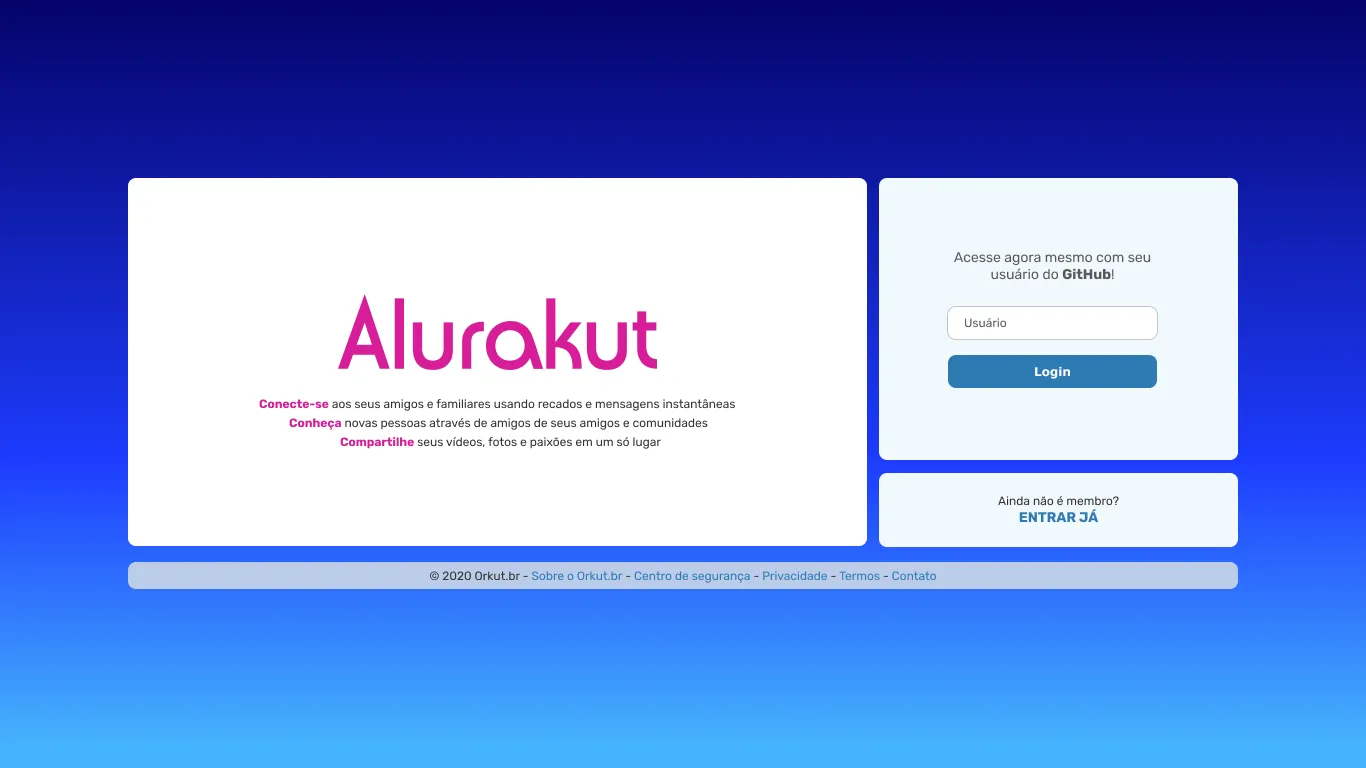 Alurakut
Conecte-se aos seus amigos e familiares usando recados e mensagens instantâneas
Conheça novas pessoas através de amigos de seus amigos e comunidades
Compartilhe seus vídeos, fotos e paixões em um só lugar
Acesse agora mesmo com seu
usuário do GitHub!
Usuário
Login
Ainda não é membro?
ENTRAR JÁ
© 2020 Orkut.br - Sobre o Orkut.br - Centro de segurança - Privacidade - Termos - Contato